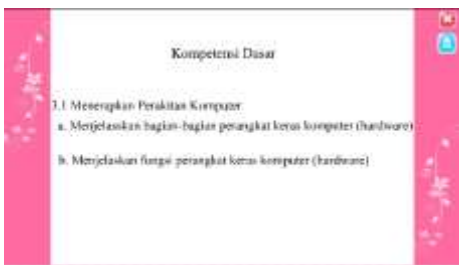 Kompetensi Dasar
3.1 Menerapkan Perakitan Komputer
a. Menjelasskan bagian-bagian perangkat keras komputer (hardware)
b. Menjelaskan fungsi perangkat keras komputer (hardware)